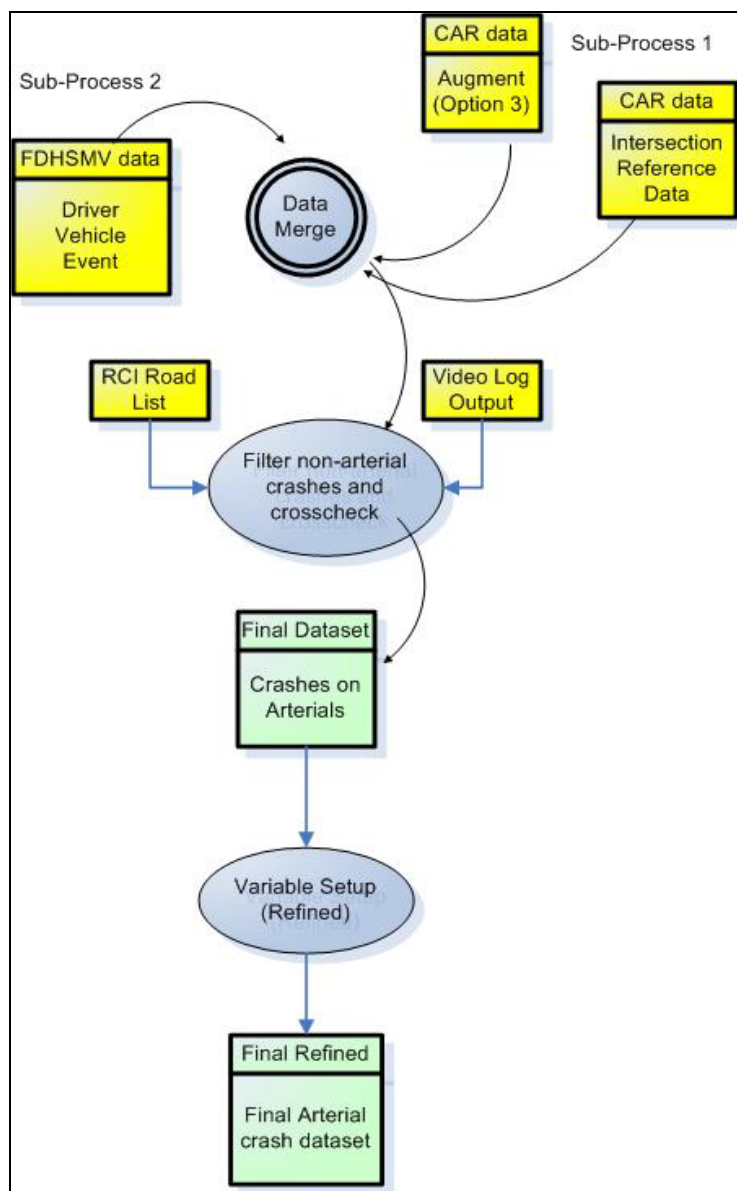 CAR data
Augment
(Option 3)
Sub-Process 1
CAR data
Intersection
Reference
Data
Sub-Process 2
FDHSMV data
Driver
Vehicle
Event
Data
Merge
RCI Road
List
Video Log
Output
Filter non-arterial
crashes and
crosscheck
Final Dataset
Crashes on
Arterials
Variable Setup
(Refined)
Final Refined
Final Arterial
crash dataset